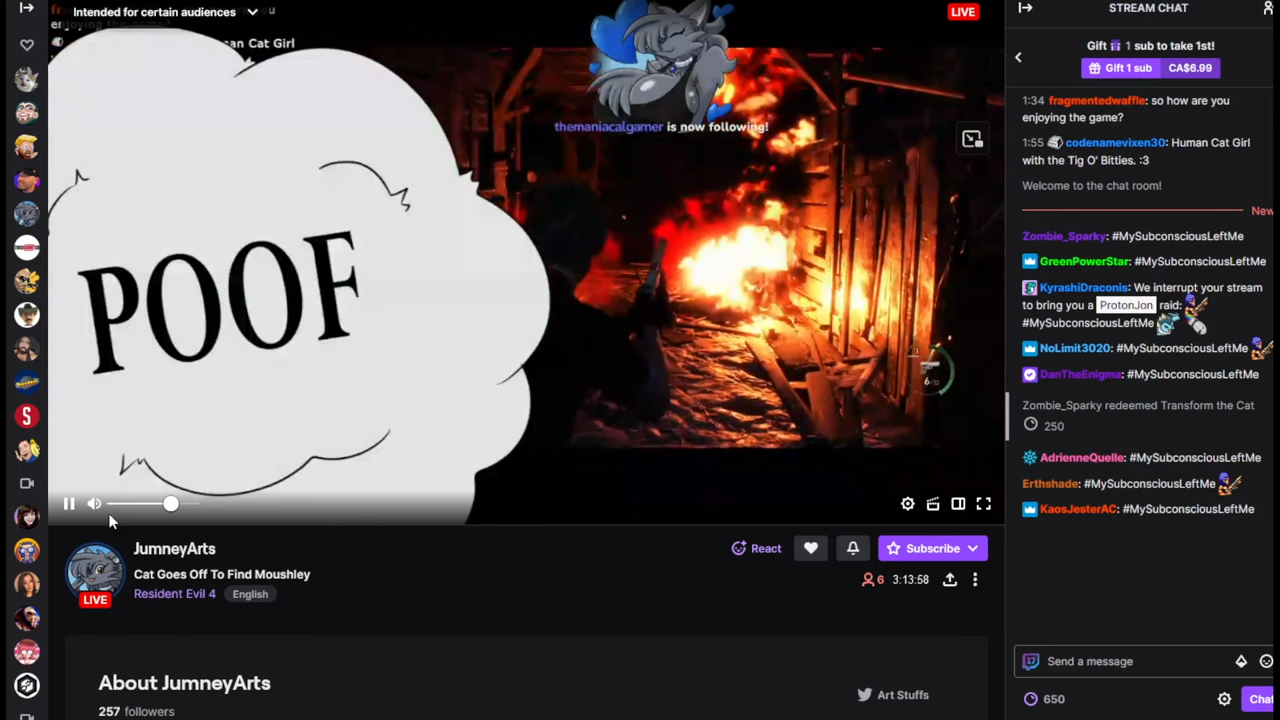 Intended for certain audiences
LIVE
an Cat Girl
themaniacalgamer is now following!
POOF
6
JumneyArts
Cat Goes Off To Find Moushley
Resident Evil 4
English
LIVE
React
Subscribe
6
3:13:58
About JumneyArts
257 followers
Art Stuffs
S
STREAM CHAT
Gift 1 sub to take 1st!
Gift 1 sub CA$6.99
1:34 fragmentedwaffle: so how are you
enjoying the game?
1:55 codenamevixen30: Human Cat Girl
with the Tig O' Bitties. :3
Welcome to the chat room!
New
Zombie_Sparky: #MySubconsciousLeftMe
GreenPowerStar: #MySubconsciousLeftMe
KyrashiDraconis: We interrupt your stream
to bring you a ProtonJon raid:
#MySubconsciousLeftMe
NoLimit3020: #MySubconsciousLeftMe
DanTheEnigma: #MySubconsciousLeftMe
Zombie_Sparky redeemed Transform the Cat
250
AdrienneQuelle: #MySubconsciousLeftMe
Erthshade: #MySubconsciousLeftMe
KaosJesterAC: #MySubconsciousLeftMe
17 Send a message
650
Chat